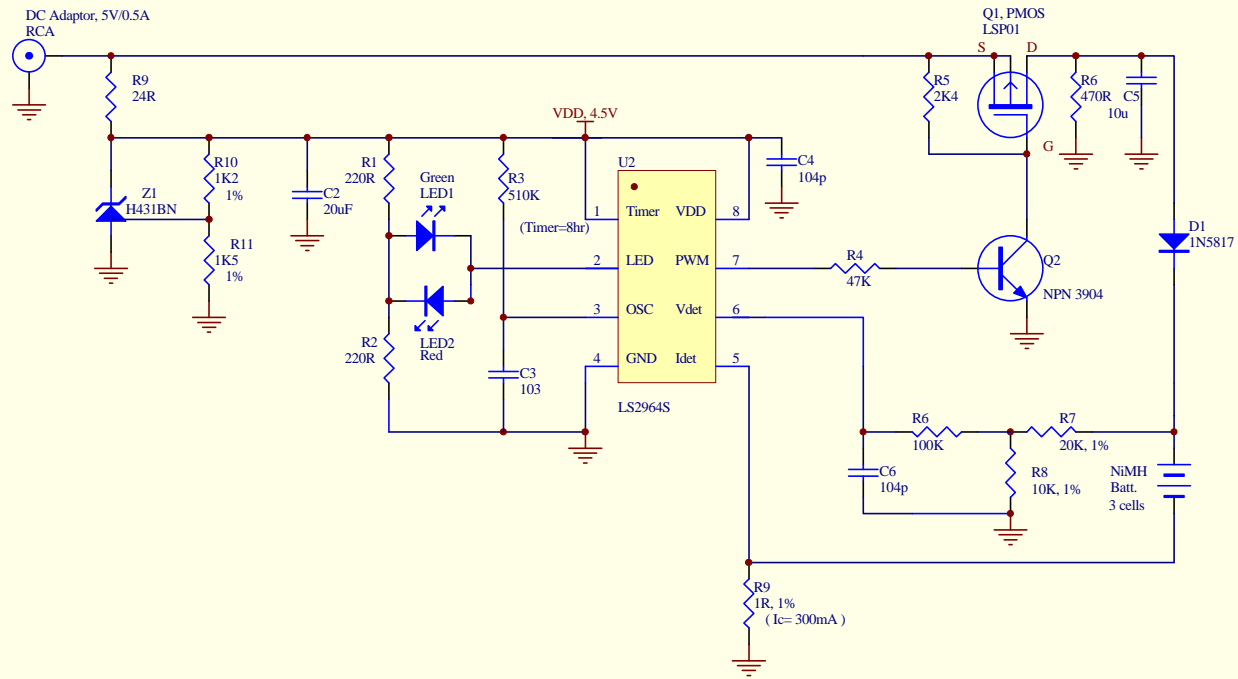 DC Adaptor, 5V/0.5A
RCA
R9
24R
Z1
H431BN
R10
1K2
1%
R11
1K5
1%
C2
20uF
R1
220R
Green
LED1
R2
220R
LED2
Red
R3
510K
C3
103
VDD, 4.5V
(Timer=8hr)
U2
1
Timer
VDD
8
2
LED
PWM
7
3
OSC
Vdet
6
4
GND
Idet
5
LS2964S
C4
104p
R4
47K
Q1, PMOS
LSP01
S
D
G
R5
2K4
R6
470R
C5
10u
Q2
NPN 3904
D1
1N5817
R6
100K
R7
20K, 1%
C6
104p
R8
10K, 1%
NiMH
Batt.
3 cells
R9
1R, 1%
( Ic= 300mA )